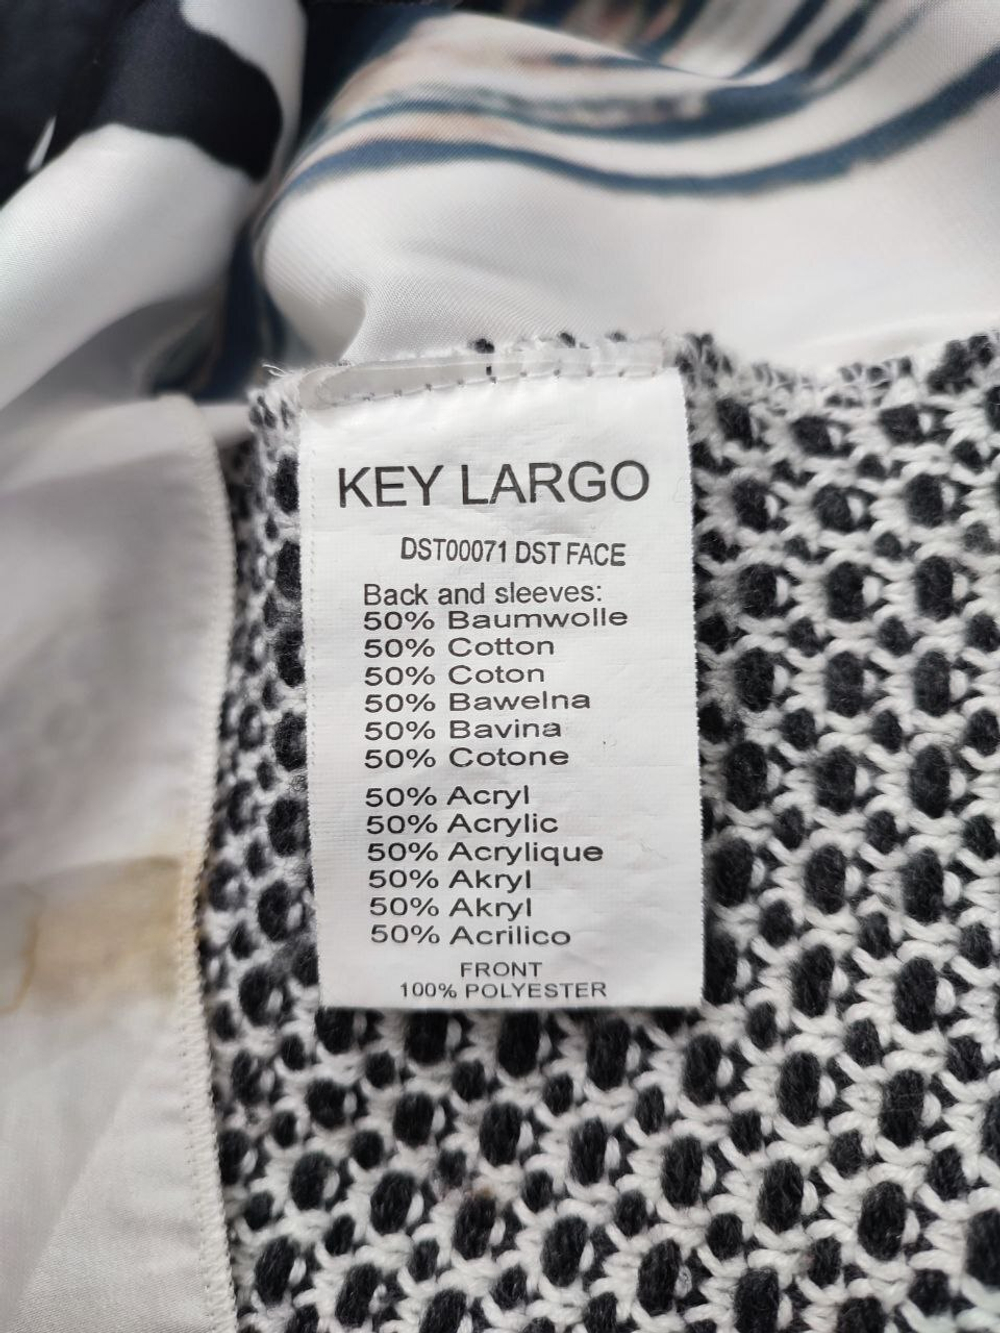 KEY LARGO
DST00071 DST FACE
Back and sleeves:
50% Baumwolle
50% Cotton
50% Coton
50% Bawelna
50% Bavina
50% Cotone
50% Acryl
50% Acrylic
50% Acrylique
50% Akryl
50% Akryl
50% Acrilico
FRONT
100% POLYESTER